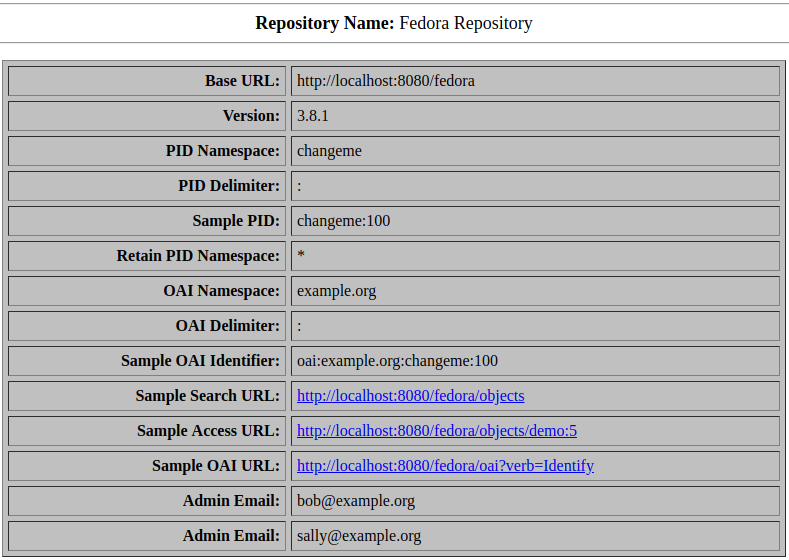 Repository Name: Fedora Repository
Base URL: http://localhost:8080/fedora
Version: 3.8.1
PID Namespace: changeme
PID Delimiter: :
Sample PID: changeme:100
Retain PID Namespace: *
OAI Namespace: example.org
OAI Delimiter: :
Sample OAI Identifier: oai:example.org:changeme:100
Sample Search URL: http://localhost:8080/fedora/objects
Sample Access URL: http://localhost:8080/fedora/objects/demo:5
Sample OAI URL: http://localhost:8080/fedora/oai?verb=Identify
Admin Email: bob@example.org
Admin Email: sally@example.org